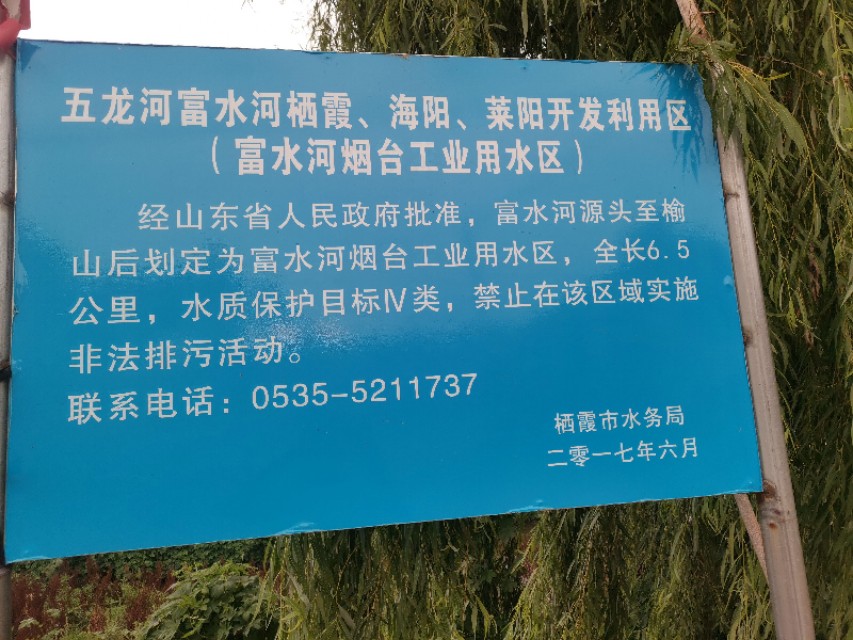 五龙河富水河栖霞、海阳、莱阳开发利用区
（富水河烟台工业用水区）
经山东省人民政府批准，富水河源头至榆
山后划定为富水河烟台工业用水区，全长6.5
公里，水质保护目标Ⅳ类，禁止在该区域实施
非法排污活动。
联系电话：0535-5211737
栖霞市水务局
二零一七年六月